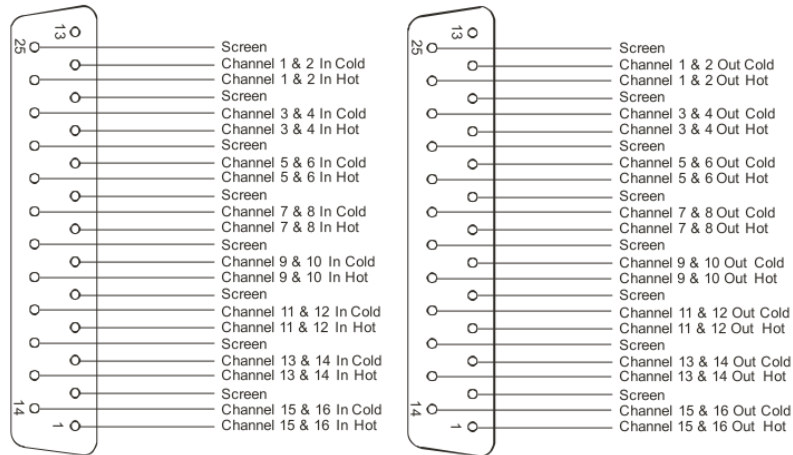 13
25
Screen
Channel 1 & 2 In Cold
Channel 1 & 2 In Hot
Screen
Channel 3 & 4 In Cold
Channel 3 & 4 In Hot
Screen
Channel 5 & 6 In Cold
Channel 5 & 6 In Hot
Screen
Channel 7 & 8 In Cold
Channel 7 & 8 In Hot
Screen
Channel 9 & 10 In Cold
Channel 9 & 10 In Hot
Screen
Channel 11 & 12 In Cold
Channel 11 & 12 In Hot
Screen
Channel 13 & 14 In Cold
Channel 13 & 14 In Hot
Screen
14
Channel 15 & 16 In Cold
1
Channel 15 & 16 In Hot
13
25
Screen
Channel 1 & 2 Out Cold
Channel 1 & 2 Out Hot
Screen
Channel 3 & 4 Out Cold
Channel 3 & 4 Out Hot
Screen
Channel 5 & 6 Out Cold
Channel 5 & 6 Out Hot
Screen
Channel 7 & 8 Out Cold
Channel 7 & 8 Out Hot
Screen
Channel 9 & 10 Out Cold
Channel 9 & 10 Out Hot
Screen
Channel 11 & 12 Out Cold
Channel 11 & 12 Out Hot
Screen
Channel 13 & 14 Out Cold
Channel 13 & 14 Out Hot
Screen
14
Channel 15 & 16 Out Cold
1
Channel 15 & 16 Out Hot